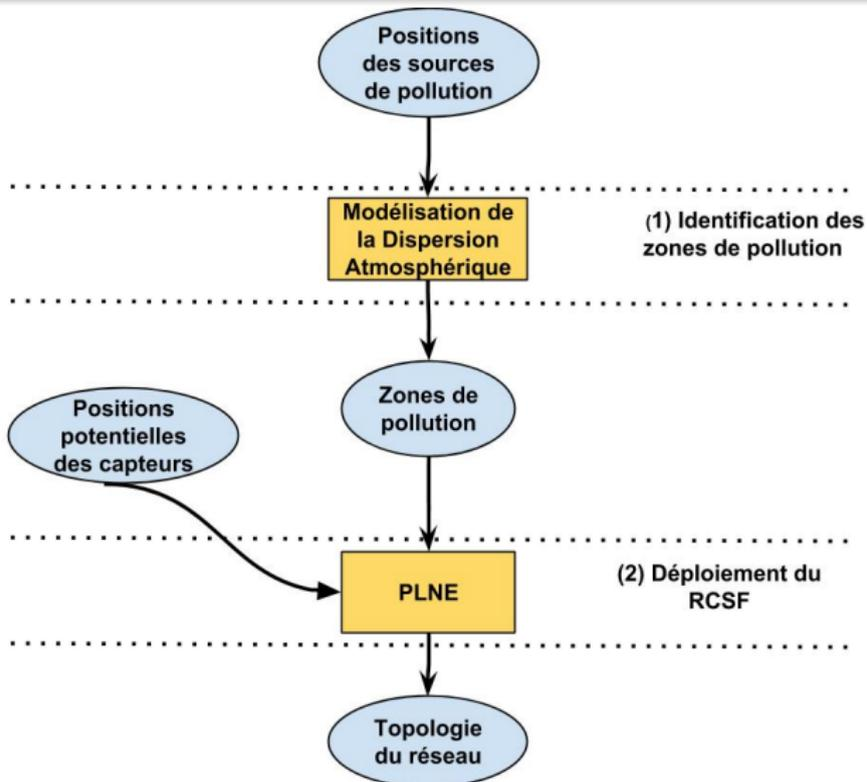 Positions
des sources
de pollution
Modélisation de
la Dispersion
Atmosphérique
(1) Identification des
zones de pollution
Zones de
pollution
Positions
potentielles
des capteurs
PLNE
(2) Déploiement du
RCSF
Topologie
du réseau